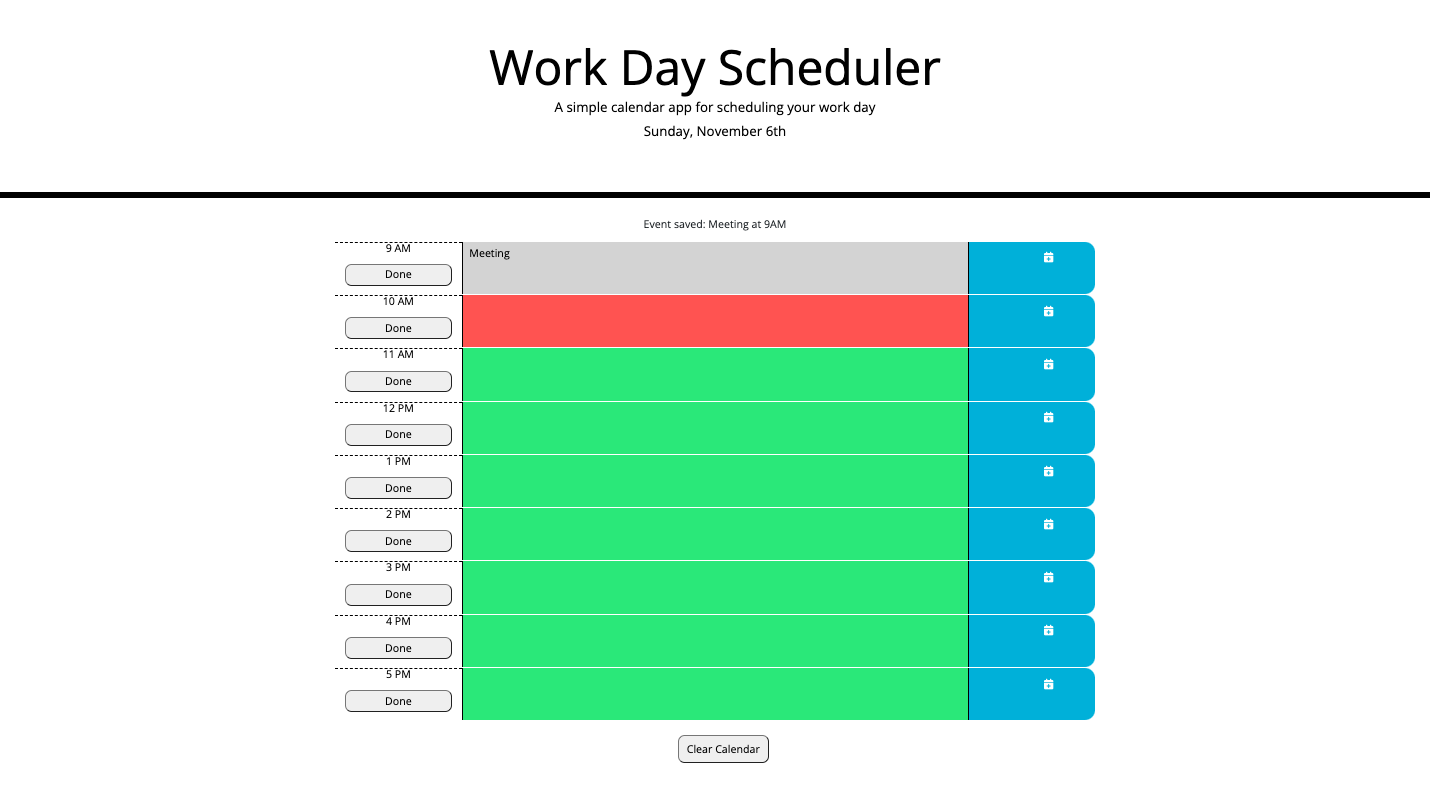 Work Day Scheduler
A simple calendar app for scheduling your work day
Sunday, November 6th
Event saved: Meeting at 9AM
9 AM
Meeting
Done
10 AM
Done
11 AM
Done
12 PM
Done
1 PM
Done
2 PM
Done
3 PM
Done
4 PM
Done
5 PM
Done
Clear Calendar